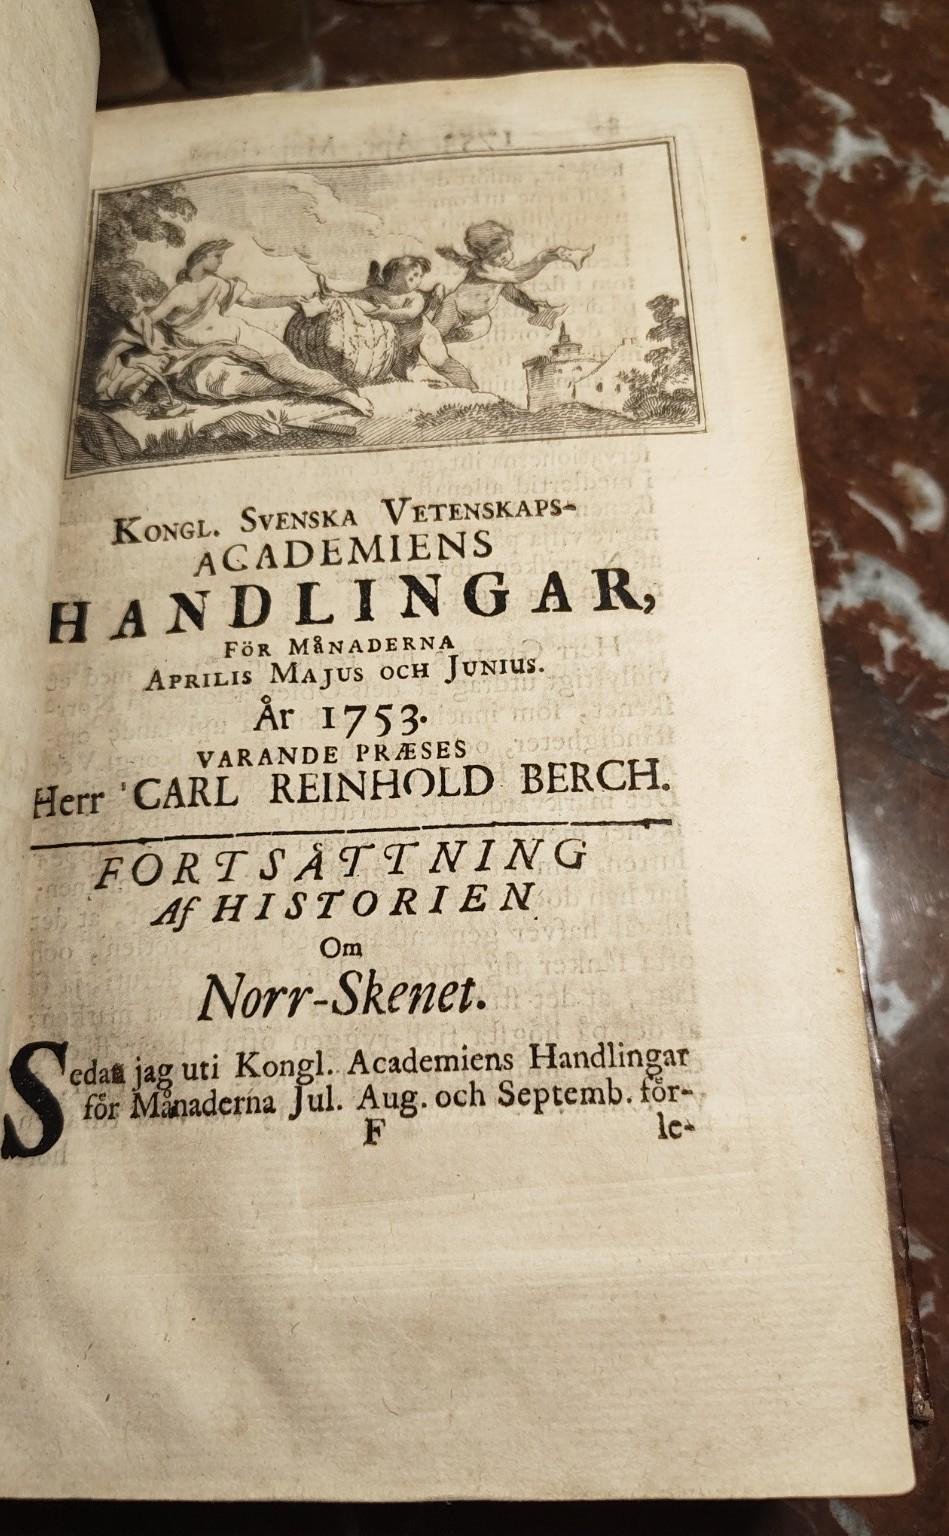 KONGL. SVENSKA VETENSKAPS-
ACADEMIENS
HANDLINGAR,
FÖR MåNADERNA
APRILIS MAJUS OCH JUNIUS.
År 1753.
VARANDE PRÆSES
Herr CARL REINHOLD BERCH.
FORTSÅTTNING
Af HISTORIEN
Om
Norr-Skenet.
Sedan jag uti Kongl. Academiens Handlingar
för Månaderna Jul. Aug. och Septemb. för-
F le-